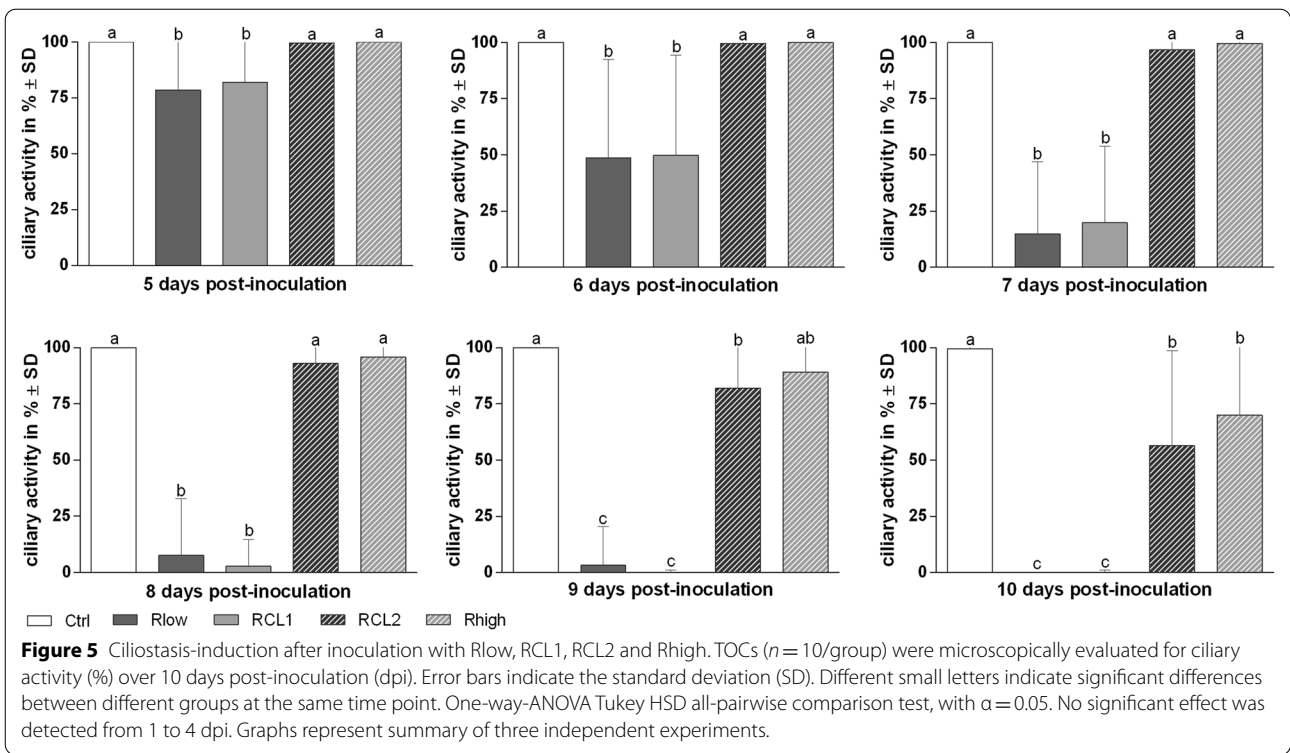 a b b a a
100
75
50
25
0
ciliary activity in % ± SD
5 days post-inoculation
a b b a a
100
75
50
25
0
ciliary activity in % ± SD
6 days post-inoculation
a b b a a
100
75
50
25
0
ciliary activity in % ± SD
7 days post-inoculation
a b b a a
100
75
50
25
0
ciliary activity in % ± SD
8 days post-inoculation
a c c b ab
100
75
50
25
0
ciliary activity in % ± SD
9 days post-inoculation
a c c b b
100
75
50
25
0
ciliary activity in % ± SD
10 days post-inoculation
Ctrl Rlow RCL1 RCL2 Rhigh
Figure 5 Ciliostasis-induction after inoculation with Rlow, RCL1, RCL2 and Rhigh. TOCs (n = 10/group) were microscopically evaluated for ciliary
activity (%) over 10 days post-inoculation (dpi). Error bars indicate the standard deviation (SD). Different small letters indicate significant differences
between different groups at the same time point. One-way-ANOVA Tukey HSD all-pairwise comparison test, with α = 0.05. No significant effect was
detected from 1 to 4 dpi. Graphs represent summary of three independent experiments.